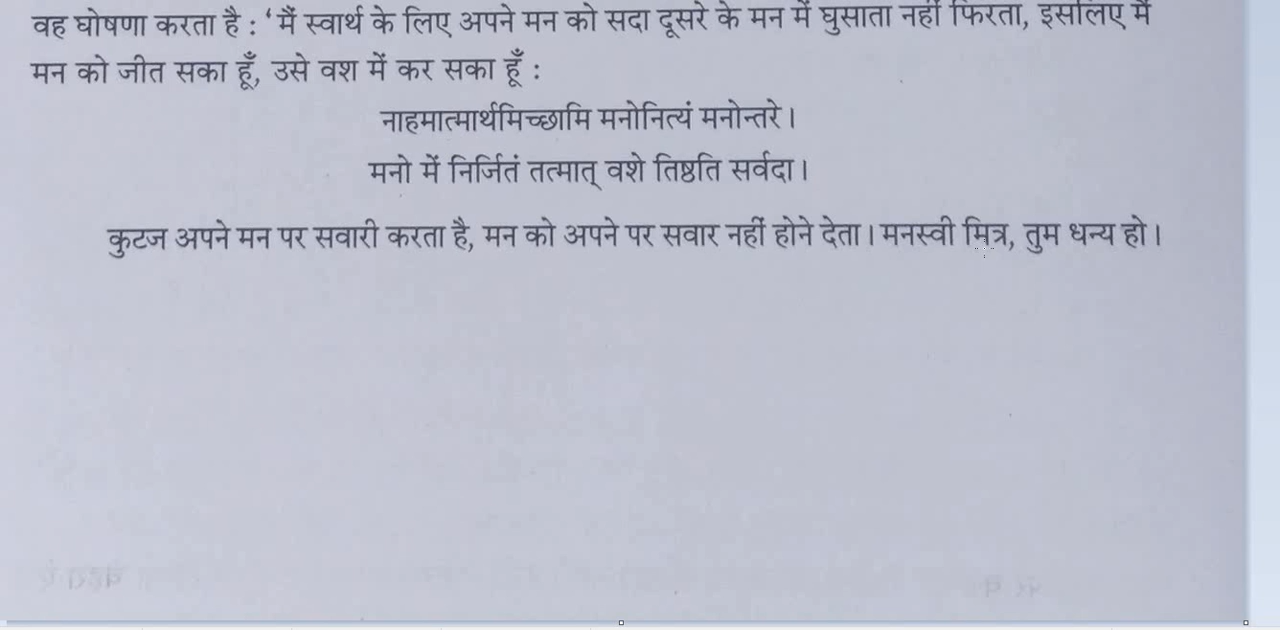 वह घोषणा करता है : ‘मैं स्वार्थ के लिए अपने मन को सदा दूसरे के मन में घुसाता नहीं फिरता, इसलिए मैं
मन को जीत सका हूँ, उसे वश में कर सका हूँ :
नाहमात्मार्थमिच्छामि मनोनित्यं मनोन्तरे।
मनो में निर्जितं तत्मात् वशे तिष्ठति सर्वदा।
कुटज अपने मन पर सवारी करता है, मन को अपने पर सवार नहीं होने देता। मनस्वी मित्र, तुम धन्य हो।